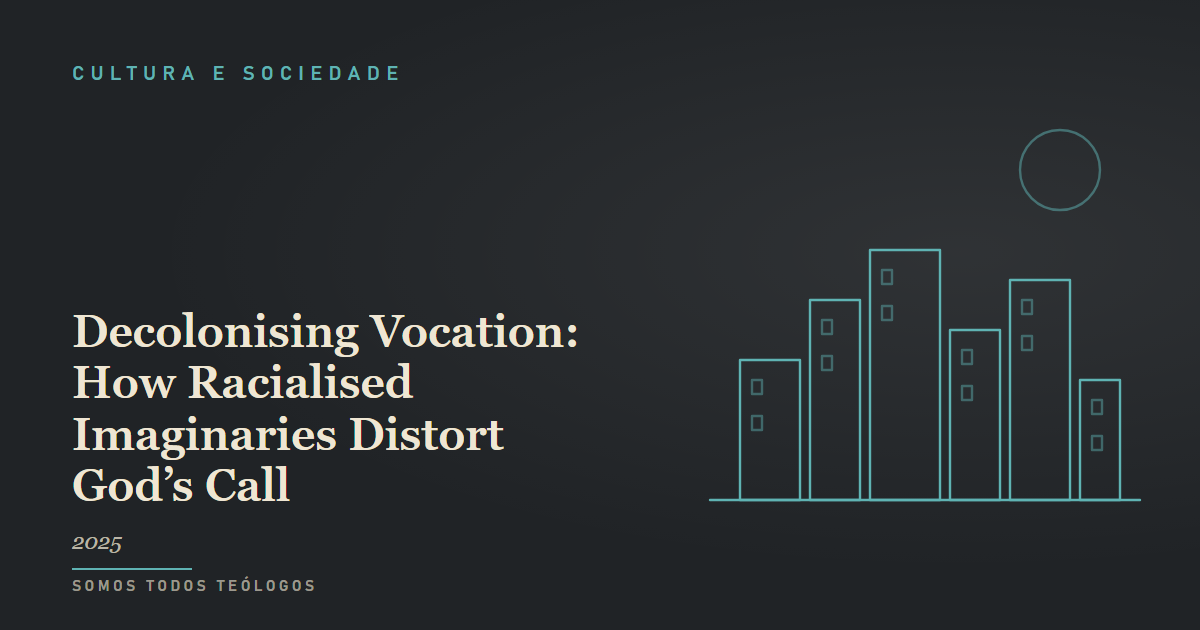 CULTURA E SOCIEDADE
Decolonising Vocation:
How Racialised
Imaginaries Distort
God’s Call
2025
SOMOS TODOS TEÓLOGOS